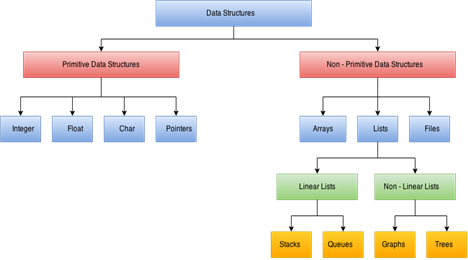 Data Structures
Primitive Data Structures
Non - Primitive Data Structures
Integer
Float
Char
Pointers
Arrays
Lists
Files
Linear Lists
Non - Linear Lists
Stacks
Queues
Graphs
Trees